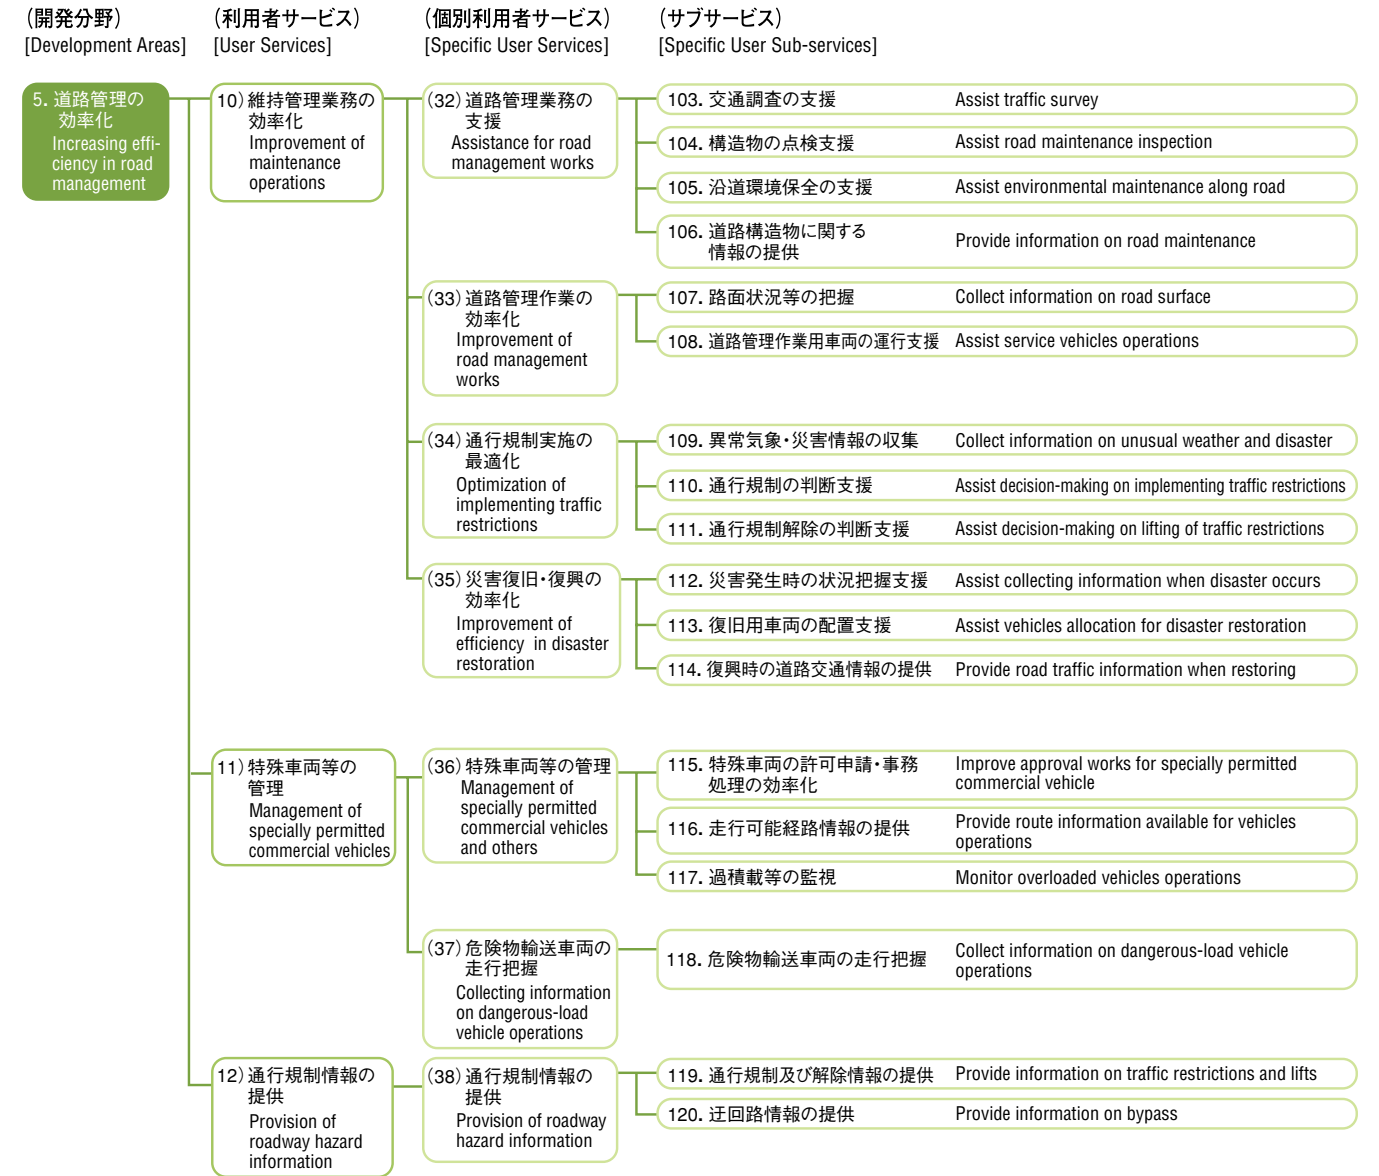 (開発分野)
[Development Areas]
(利用者サービス)
[User Services]
(個別利用者サービス)
[Specific User Services]
(サブサービス)
[Specific User Sub-services]
5. 道路管理の
効率化
Increasing effi-
ciency in road
management
10) 維持管理業務の
効率化
Improvement of
maintenance
operations
(32) 道路管理業務の
支援
Assistance for road
management works
103. 交通調査の支援 Assist traffic survey
104. 構造物の点検支援 Assist road maintenance inspection
105. 沿道環境保全の支援 Assist environmental maintenance along road
106. 道路構造物に関する
情報の提供
Provide information on road maintenance
(33) 道路管理作業の
効率化
Improvement of
road management
works
107. 路面状況等の把握 Collect information on road surface
108. 道路管理作業用車両の運行支援 Assist service vehicles operations
(34) 通行規制実施の
最適化
Optimization of
implementing traffic
restrictions
109. 異常気象・災害情報の収集 Collect information on unusual weather and disaster
110. 通行規制の判断支援 Assist decision-making on implementing traffic restrictions
111. 通行規制解除の判断支援 Assist decision-making on lifting of traffic restrictions
(35) 災害復旧・復興の
効率化
Improvement of
efficiency in disaster
restoration
112. 災害発生時の状況把握支援 Assist collecting information when disaster occurs
113. 復旧用車両の配置支援 Assist vehicles allocation for disaster restoration
114. 復興時の道路交通情報の提供 Provide road traffic information when restoring
11) 特殊車両等の
管理
Management of
specially permitted
commercial vehicles
(36) 特殊車両等の管理
Management of
specially permitted
commercial vehicles
and others
115. 特殊車両の許可申請・事務
処理の効率化
Improve approval works for specially permitted
commercial vehicle
116. 走行可能経路情報の提供
Provide route information available for vehicles
operations
117. 過積載等の監視 Monitor overloaded vehicles operations
(37) 危険物輸送車両の
走行把握
Collecting information
on dangerous-load
vehicle operations
118. 危険物輸送車両の走行把握
Collect information on dangerous-load vehicle
operations
12) 通行規制情報の
提供
Provision of
roadway hazard
information
(38) 通行規制情報の
提供
Provision of roadway
hazard information
119. 通行規制及び解除情報の提供 Provide information on traffic restrictions and lifts
120. 迂回路情報の提供 Provide information on bypass